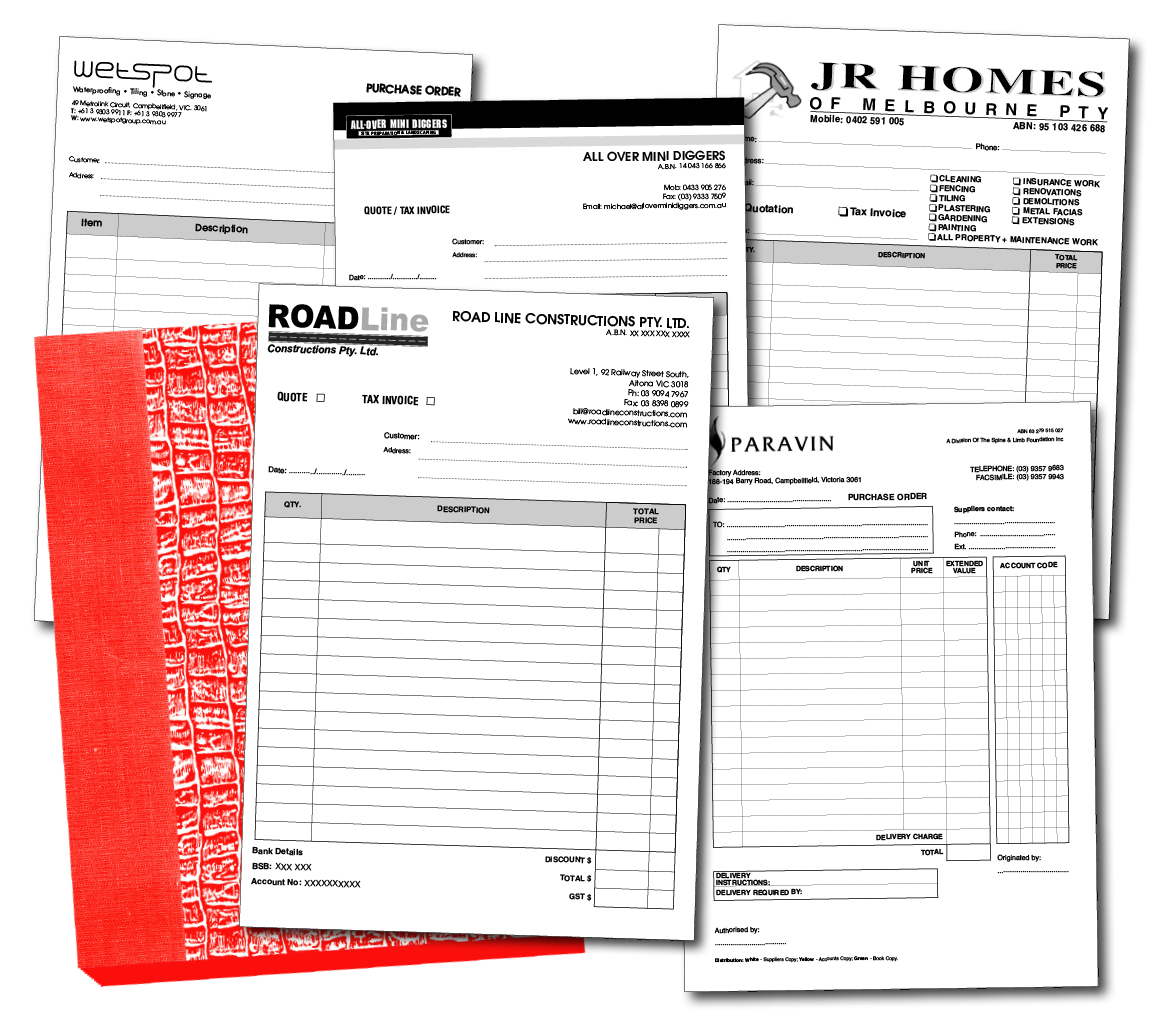 wetspot
Waterproofing • Tiling • Stone • Signage
49 Metrolink Circuit, Campbellfield, VIC. 3061
T: +61 3 9303 9911 F: +61 3 9303 9977
W: www.wetspotgroup.com.au
PURCHASE ORDER
Customer:
Address:
Item Description
ALL-OVER MINI DIGGERS
SITE PREPARATION & LANDSCAPING
ALL OVER MINI DIGGERS
A.B.N- 14 043 166 866
Mob: 0433 905 276
Fax: (03) 9333 7509
Email: michael@alloverminidiggers.com.au
QUOTE / TAX INVOICE
Customer:
Address:
Date: ............/............/........
JR HOMES
OF MELBOURNE PTY
Mobile: 0402 591 005
ABN: 95 103 426 688
Phone:
Quotation
Tax Invoice
CLEANING
FENCING
TILING
PLASTERING
GARDENING
PAINTING
ALL PROPERTY + MAINTENANCE WORK
INSURANCE WORK
RENOVATIONS
DEMOLITIONS
METAL FACIAS
EXTENSIONS
DESCRIPTION
TOTAL
PRICE
ROADLine
Constructions Pty. Ltd.
ROAD LINE CONSTRUCTIONS PTY. LTD.
A.B.N. XX XXX XXX XXXX
Level 1, 92 Railway Street South,
Altona VIC 3018
Ph: 03 9094 7967
Fax: 03 8398 0899
bill@roadlineconstructions.com
www.roadlineconstructions.com
QUOTE TAX INVOICE
Customer:
Address:
Date: ........../........../........
QTY. DESCRIPTION TOTAL
PRICE
Bank Details
BSB: XXX XXX
Account No: XXXXXXXXXX
DISCOUNT $
TOTAL $
GST $
PARAVIN
ABN 63 279 515 027
A Division Of The Spine & Limb Foundation Inc
Factory Address:
188-194 Barry Road, Campbellfield, Victoria 3061
TELEPHONE: (03) 9357 9663
FACSIMILE: (03) 9357 9943
Date:
PURCHASE ORDER
TO:
Suppliers contact:
Phone:
Ext.
QTY DESCRIPTION UNIT
PRICE
EXTENDED
VALUE
ACCOUNT CODE
DELIVERY CHARGE
TOTAL
Originated by:
DELIVERY
INSTRUCTIONS:
DELIVERY REQUIRED BY:
Authorised by:
Distribution: White - Suppliers Copy; Yellow - Accounts Copy; Green - Book Copy.